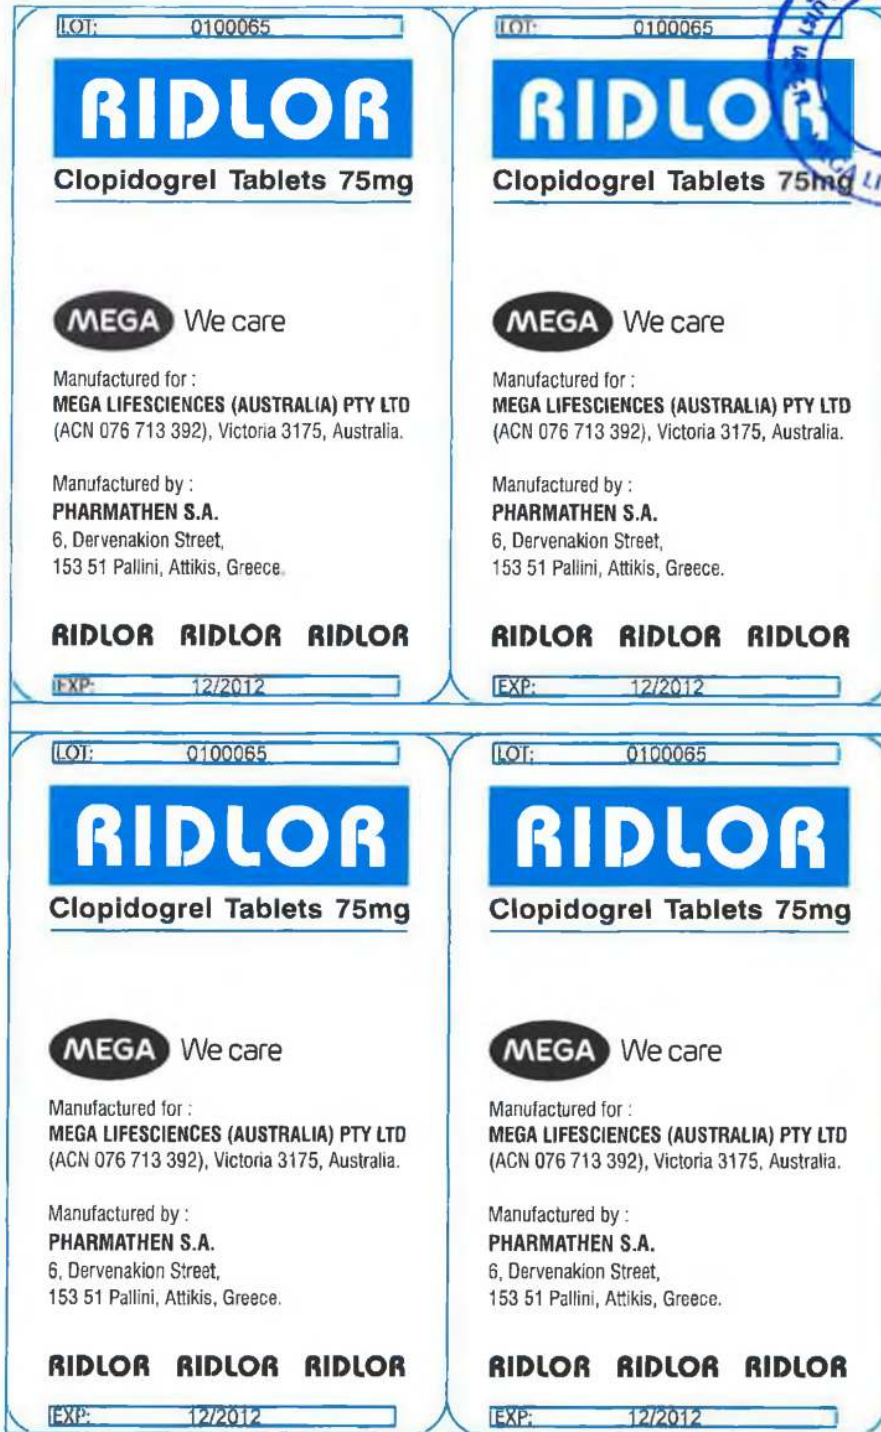 LOT: 0100065
RIDLOR
Clopidogrel Tablets 75mg
MEGA We care
Manufactured for :
MEGA LIFESCIENCES (AUSTRALIA) PTY LTD
(ACN 076 713 392), Victoria 3175, Australia.
Manufactured by :
PHARMATHEN S.A.
6, Dervenakion Street,
153 51 Pallini, Attikis, Greece.
RIDLOR RIDLOR RIDLOR
EXP: 12/2012
LOT: 0100065
RIDLOR
Clopidogrel Tablets 75mg
MEGA LI
MEGA We care
Manufactured for :
MEGA LIFESCIENCES (AUSTRALIA) PTY LTD
(ACN 076 713 392), Victoria 3175, Australia.
Manufactured by :
PHARMATHEN S.A.
6, Dervenakion Street,
153 51 Pallini, Attikis, Greece.
RIDLOR RIDLOR RIDLOR
EXP: 12/2012
LOT: 0100065
RIDLOR
Clopidogrel Tablets 75mg
MEGA We care
Manufactured for :
MEGA LIFESCIENCES (AUSTRALIA) PTY LTD
(ACN 076 713 392), Victoria 3175, Australia.
Manufactured by :
PHARMATHEN S.A.
6, Dervenakion Street,
153 51 Pallini, Attikis, Greece.
RIDLOR RIDLOR RIDLOR
EXP: 12/2012
LOT: 0100065
RIDLOR
Clopidogrel Tablets 75mg
MEGA We care
Manufactured for :
MEGA LIFESCIENCES (AUSTRALIA) PTY LTD
(ACN 076 713 392), Victoria 3175, Australia.
Manufactured by :
PHARMATHEN S.A.
6, Dervenakion Street,
153 51 Pallini, Attikis, Greece.
RIDLOR RIDLOR RIDLOR
EXP: 12/2012